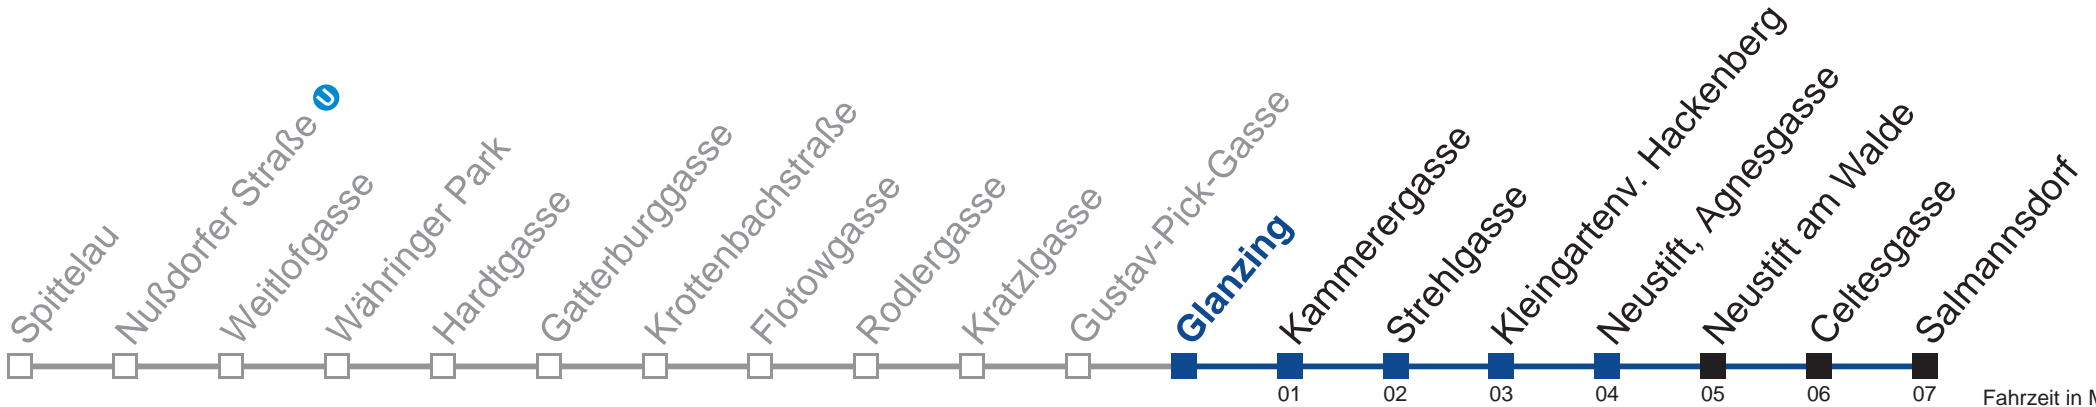 Spittelau
Nußdorfer Straße U
Weitlofgasse
Währinger Park
Hardtgasse
Gatterburggasse
Krottenbachstraße
Flotowgasse
Rodlergasse
Kratzlgasse
Gustav-Pick-Gasse
Glanzing
Kammerergasse
Strehlgasse
Kleingartenv. Hackenberg
Neustift, Agnesgasse
Neustift am Walde
Celtesgasse
Salmannsdorf
01 02 03 04 05 06 07
Fahrzeit in M